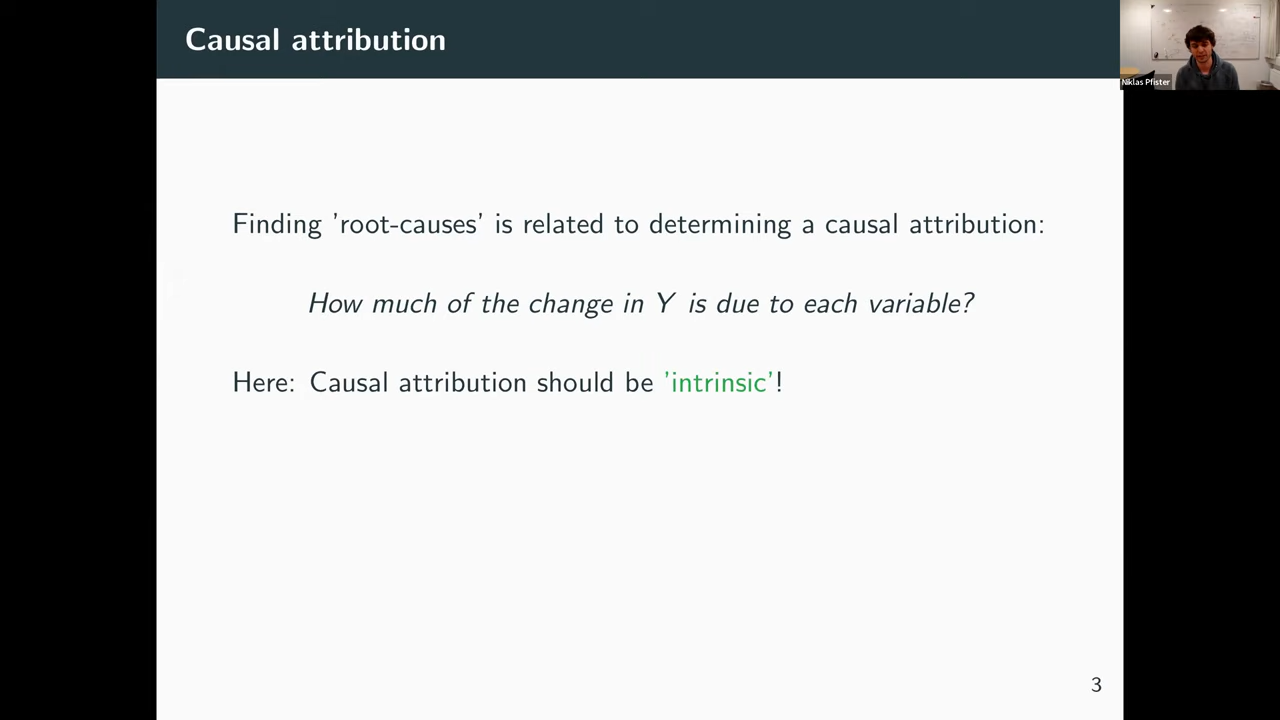 Causal attribution
Niklas Pfister
Finding 'root-causes' is related to determining a causal attribution:
How much of the change in Y is due to each variable?
Here: Causal attribution should be 'intrinsic'!
3